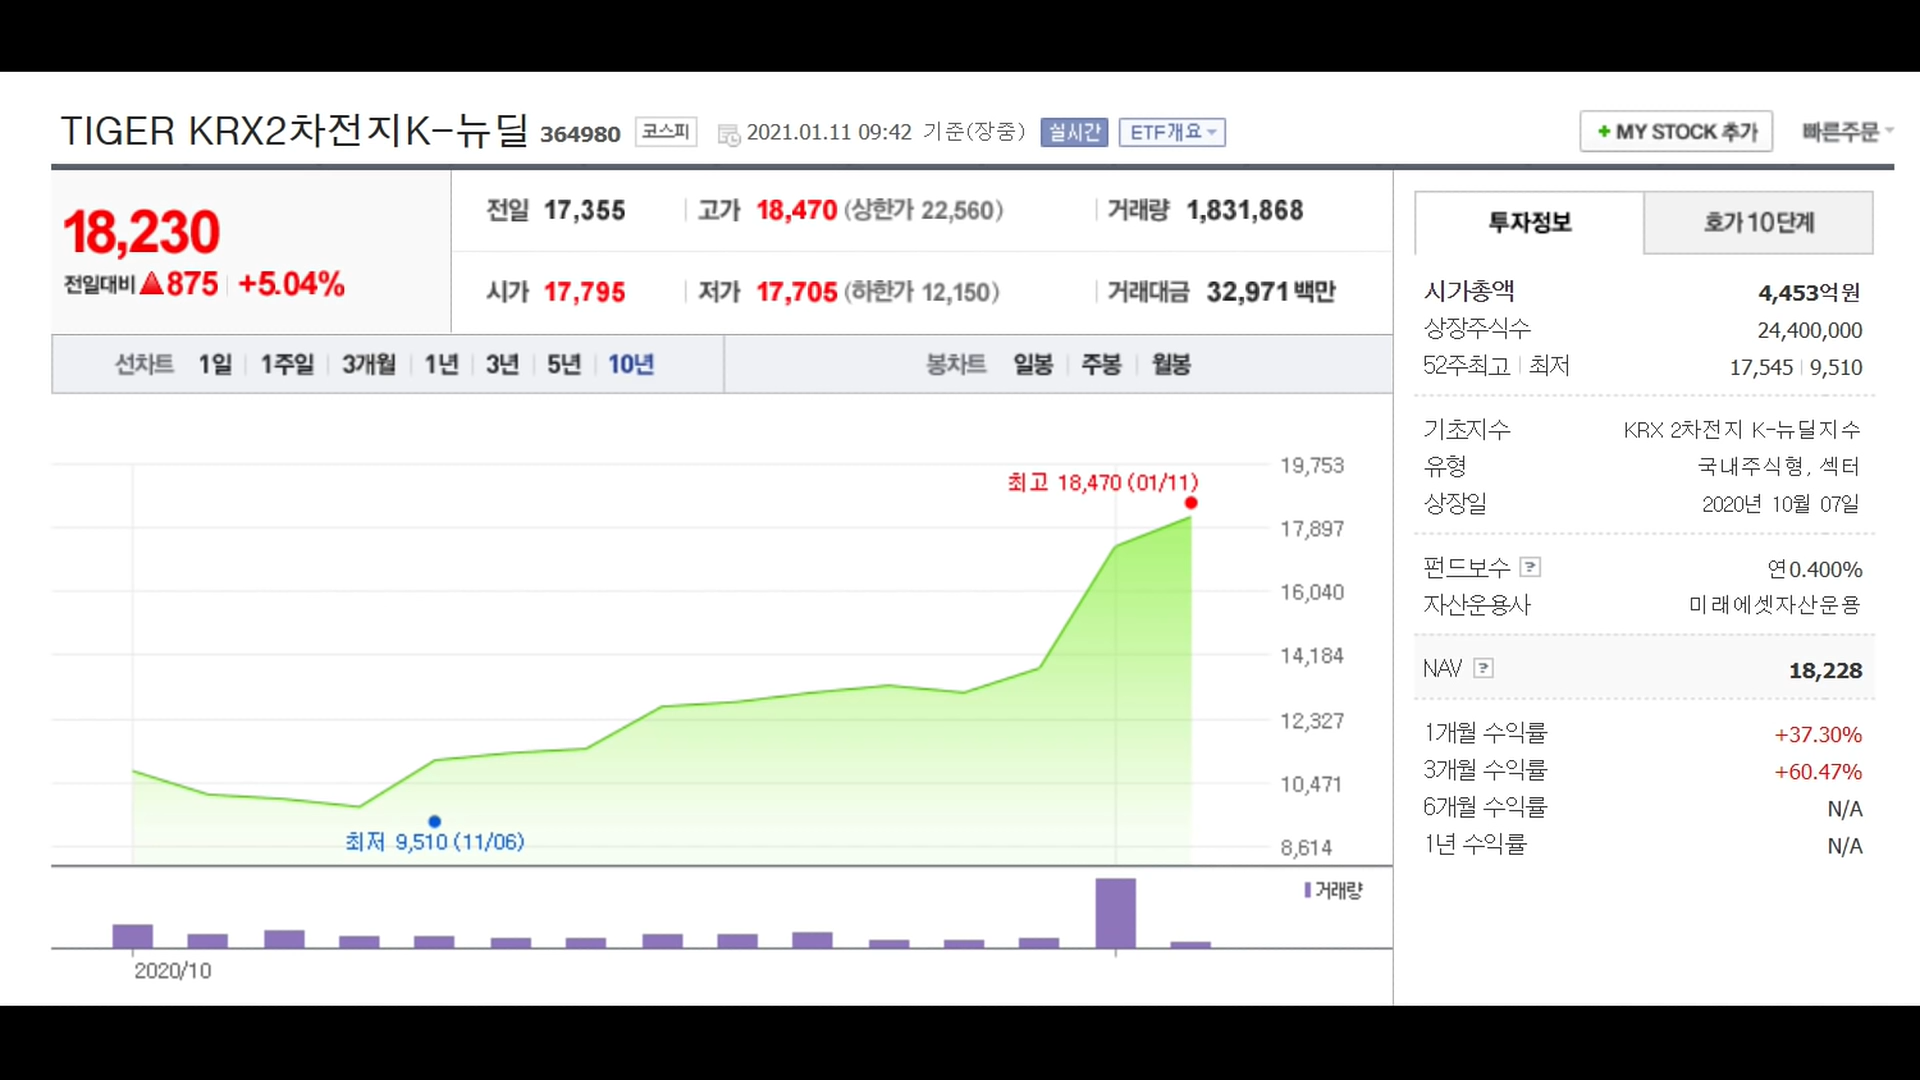 TIGER KRX2차전지K-뉴딜 364980 코스피 2021.01.11 09:42 기준(장중) 실시간 ETF개요
+ MY STOCK 추가 빠른주문
18,230
전일대비 ▲875 +5.04%
전일 17,355 고가 18,470 (상한가 22,560) 거래량 1,831,868
시가 17,795 저가 17,705 (하한가 12,150) 거래대금 32,971 백만
선차트 1일 1주일 3개월 1년 3년 5년 10년 봉차트 일봉 주봉 월봉
최고 18,470 (01/11)
최저 9,510 (11/06)
19,753
17,897
16,040
14,184
12,327
10,471
8,614
거래량
2020/10
투자정보 호가 10단계
시가총액 4,453억원
상장주식수 24,400,000
52주최고 | 최저 17,545 | 9,510
기초지수 KRX 2차전지 K-뉴딜지수
유형 국내주식형, 섹터
상장일 2020년 10월 07일
펀드보수 ? 연0.400%
자산운용사 미래에셋자산운용
NAV ? 18,228
1개월 수익률 +37.30%
3개월 수익률 +60.47%
6개월 수익률 N/A
1년 수익률 N/A